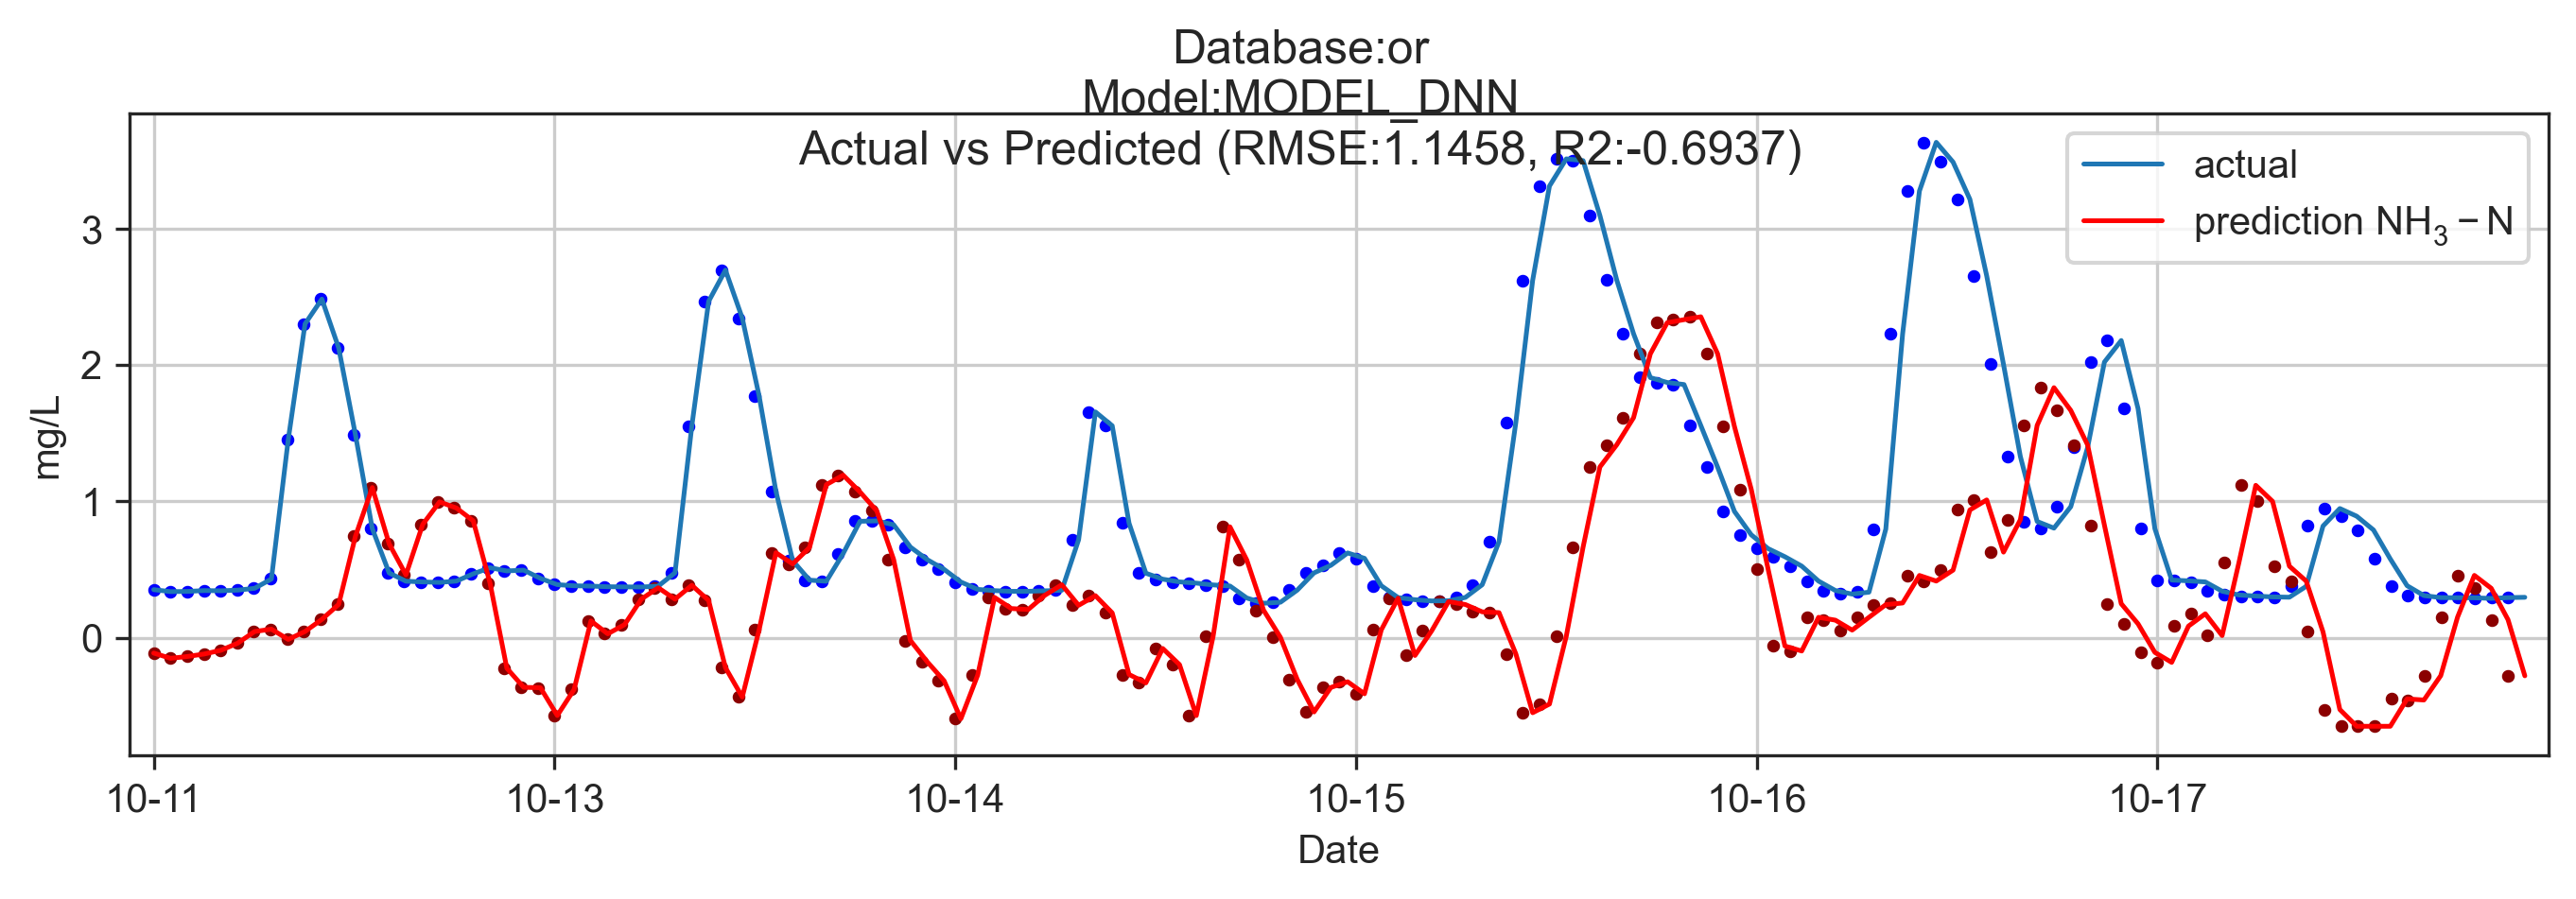 Database:or
Model:MODEL_DNN
Actual vs Predicted (RMSE:1.1458, R2:-0.6937)
actual
prediction NH₃ − N
mg/L
3
2
1
0
10-11 10-13 10-14 10-15 10-16 10-17
Date